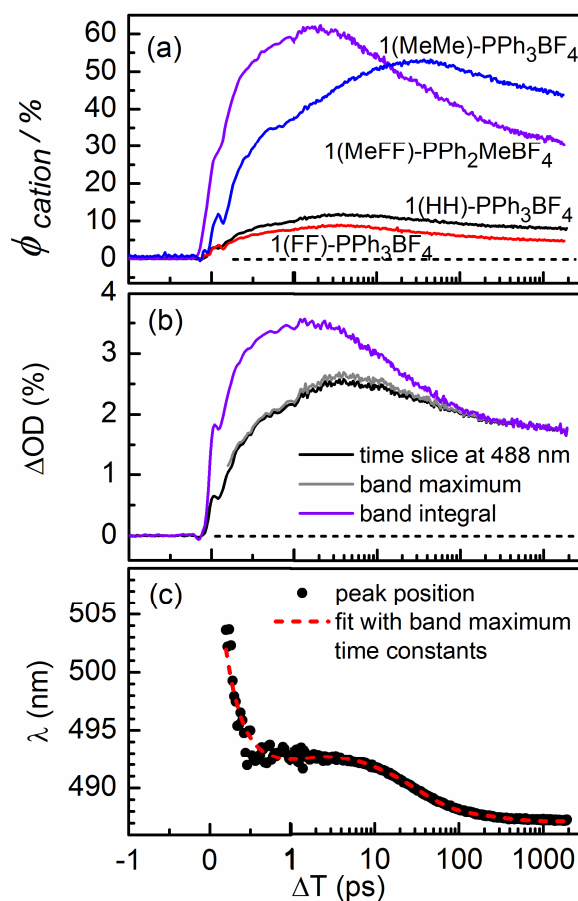 (a)
60
50
40
30
20
10
0
ϕ cation / %
1(MeMe)-PPh₃BF₄
1(MeFF)-PPh₂MeBF₄
1(HH)-PPh₃BF₄
1(FF)-PPh₃BF₄
(b)
4
3
2
1
0
ΔOD (%)
time slice at 488 nm
band maximum
band integral
(c)
505
500
495
490
λ (nm)
peak position
fit with band maximum
time constants
-1 0 1 10 100 1000
ΔT (ps)